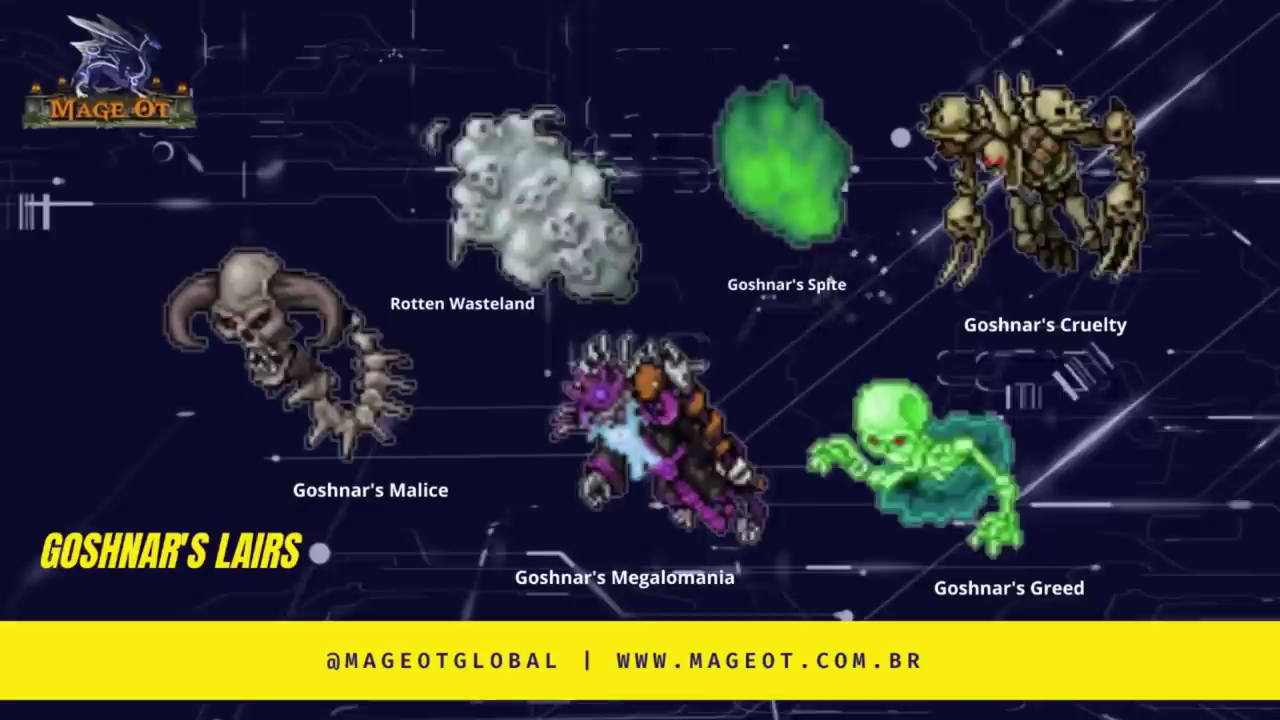 MAGE OT
Goshnar's Spite
Rotten Wasteland
Goshnar's Cruelty
Goshnar's Malice
GOSHNAR'S LAIRS
Goshnar's Megalomania
Goshnar's Greed
@MAGEOTGLOBAL | WWW.MAGEOT.COM.BR